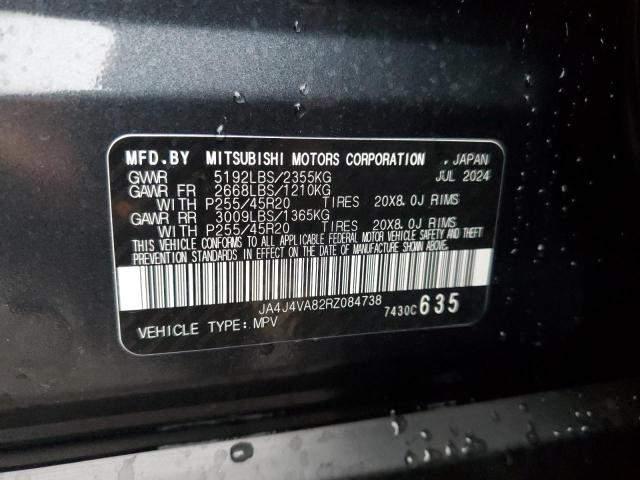 MFD.BY MITSUBISHI MOTORS CORPORATION , JAPAN
GVWR 5192LBS/2355KG JUL 2024
GAWR FR 2668LBS/1210KG
WITH P255/45R20 TIRES 20X8.0J RIMS
GAWR RR 3009LBS/1365KG
WITH P255/45R20 TIRES 20X8.0J RIMS
THIS VEHICLE CONFORMS TO ALL APPLICABLE FEDERAL MOTOR VEHICLE SAFETY AND THEFT
PREVENTION STANDARDS IN EFFECT ON THE DATE OF MANUFACTURE SHOWN ABOVE.
JA4J4VA82RZ084738
7430C 635
VEHICLE TYPE:. MPV